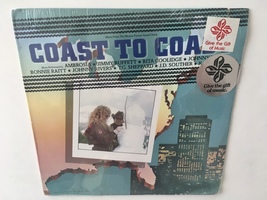 COAST TO COA
AMBROSIA • JIMMY BUFFETT • RITA COOLIDGE • JOHNNY
BONNIE RAITT • JOHNNY RIVERS • T.G. SHEPPARD • J.D. SOUTHER •
Give the Gift
of Music.
Give the gift
of music.